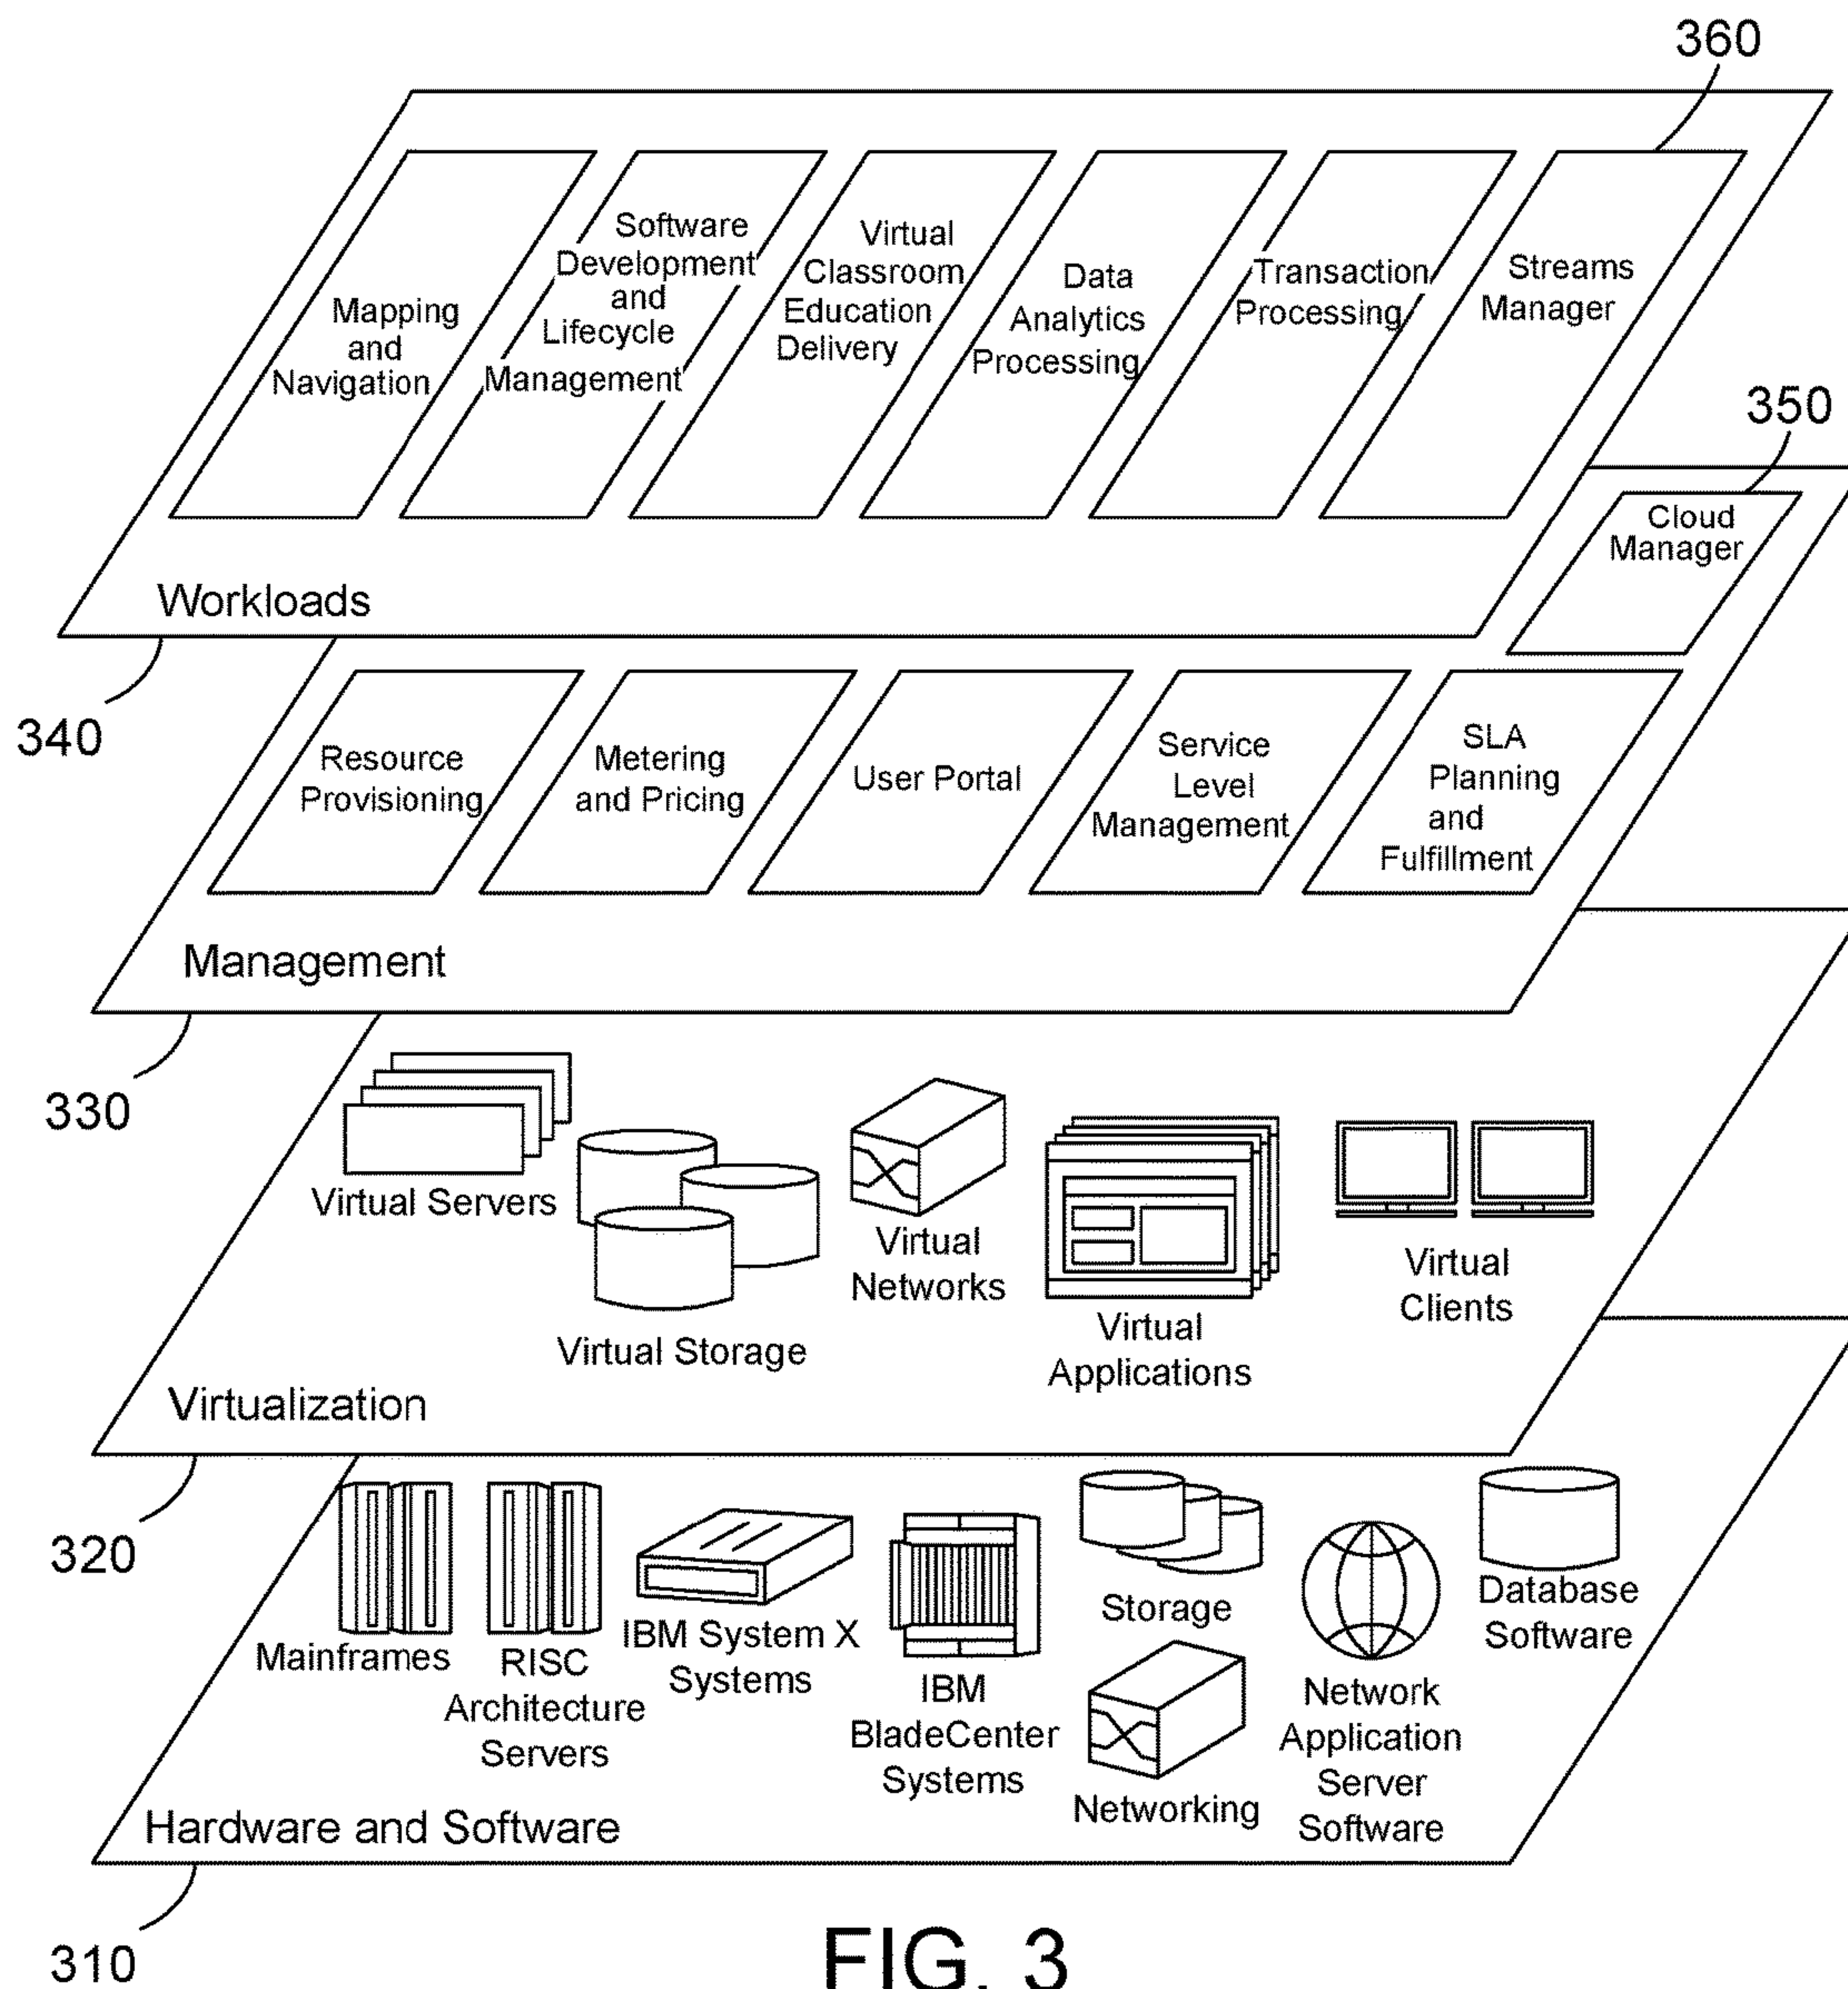 360
Mapping
and
Navigation
Software
Development
and
Lifecycle
Management
Virtual
Classroom
Education
Delivery
Data
Analytics
Processing
Transaction
Processing
Streams
Manager
Workloads
340
350
Cloud
Manager
Resource
Provisioning
Metering
and Pricing
User Portal
Service
Level
Management
SLA
Planning
and
Fulfillment
Management
330
Virtual Servers
Virtual Storage
Virtual
Networks
Virtual
Applications
Virtual
Clients
Virtualization
320
Mainframes
RISC
Architecture
Servers
IBM System X
Systems
IBM
BladeCenter
Systems
Storage
Networking
Network
Application
Server
Software
Database
Software
Hardware and Software
310
FIG. 3